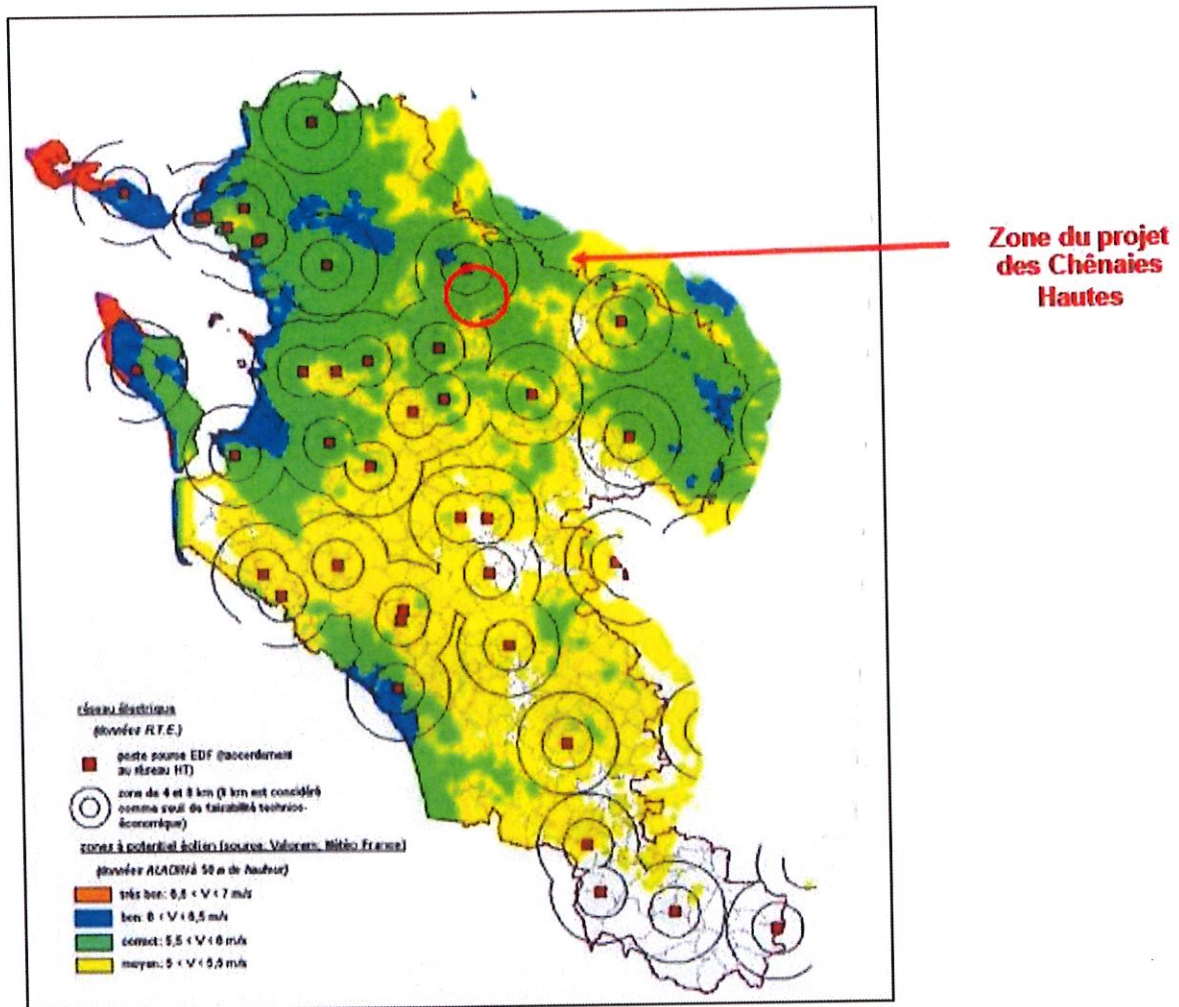 Zone du projet
des Chênaies
Hautes
réseau électrique
(données R.T.E.)
poste source EDF (raccordement
au réseau HT)
zone de 4 et 8 km (8 km est considéré
comme seuil de faisabilité technico-
économique)
zones à potentiel éolien (source, Valorem, Météo France)
(données ALADIN à 50 m de hauteur)
très bon: 6,5 < V < 7 m/s
bon: 6 < V < 6,5 m/s
correct: 5,5 < V < 6 m/s
moyen: 5 < V < 5,5 m/s